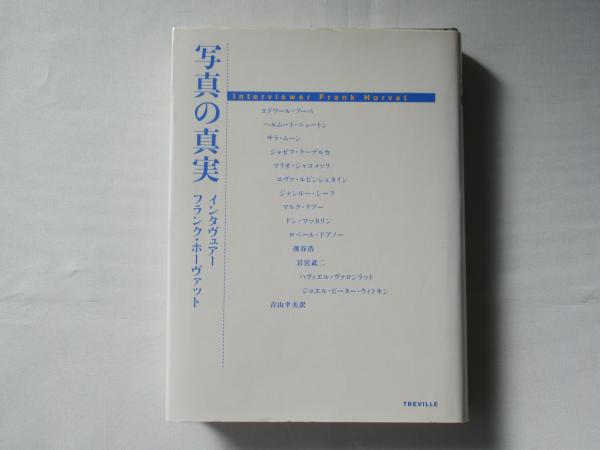 写真の真実
インタヴュアー
フランク・ホーヴァット
Interviewer Frank Horvat
エドワール・ブーバ
ヘルムート・ニュートン
サラ・ムーン
ジョゼフ・クーデルカ
マリオ・ジャコメッリ
エヴァ・ルビンシュタイン
ジャンルー・シーフ
マルク・リブー
ドン・マッカリン
ロベール・ドアノー
濱谷浩
岩宮武二
ハヴィエル・ヴァロンラット
ジョエル・ピーター・ウィトキン
吉山幸夫訳
TREVILLE